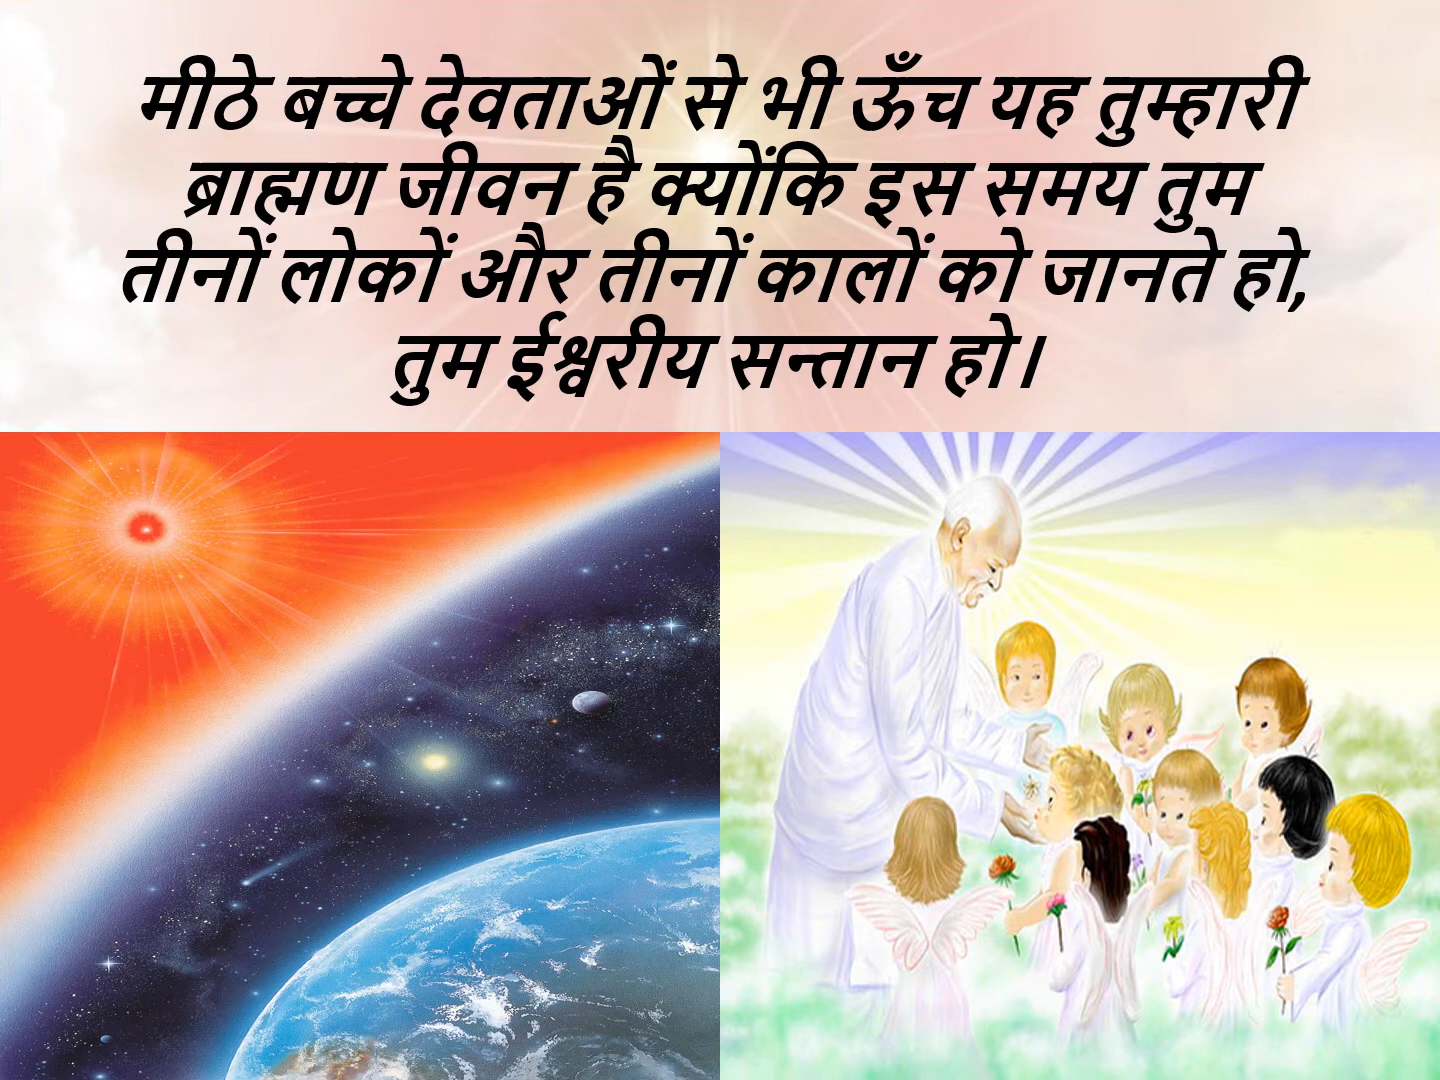 मीठे बच्चे देवताओं से भी ऊँच यह तुम्हारी
ब्राह्मण जीवन है क्योंकि इस समय तुम
तीनों लोकों और तीनों कालों को जानते हो,
तुम ईश्वरीय सन्तान हो।